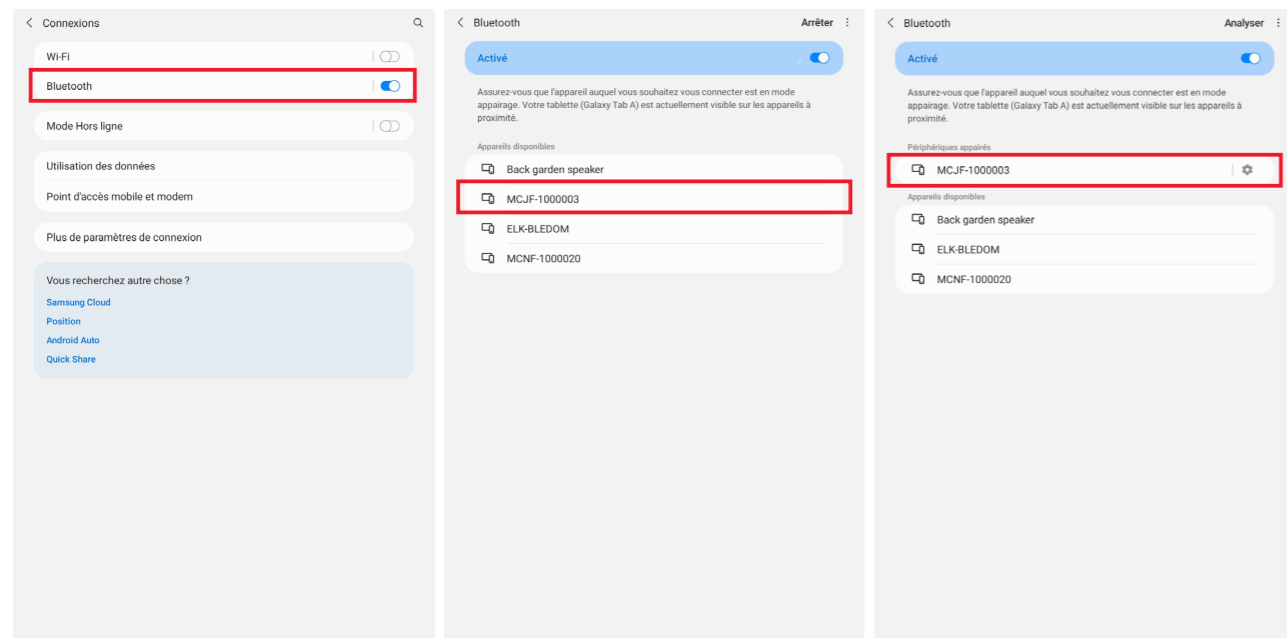 Connexions
Wi-Fi
Bluetooth
Mode Hors ligne
Utilisation des données
Point d'accès mobile et modem
Plus de paramètres de connexion
Vous recherchez autre chose ?
Samsung Cloud
Position
Android Auto
Quick Share
Bluetooth
Arrêter
Activé
Assurez-vous que l'appareil auquel vous souhaitez vous connecter est en mode
appairage. Votre tablette (Galaxy Tab A) est actuellement visible sur les appareils à
proximité.
Appareils disponibles
Back garden speaker
MCJF-1000003
ELK-BLEDOM
MCNF-1000020
Bluetooth
Analyser
Activé
Assurez-vous que l'appareil auquel vous souhaitez vous connecter est en mode
appairage. Votre tablette (Galaxy Tab A) est actuellement visible sur les appareils à
proximité.
Périphériques appairés
MCJF-1000003
Appareils disponibles
Back garden speaker
ELK-BLEDOM
MCNF-1000020